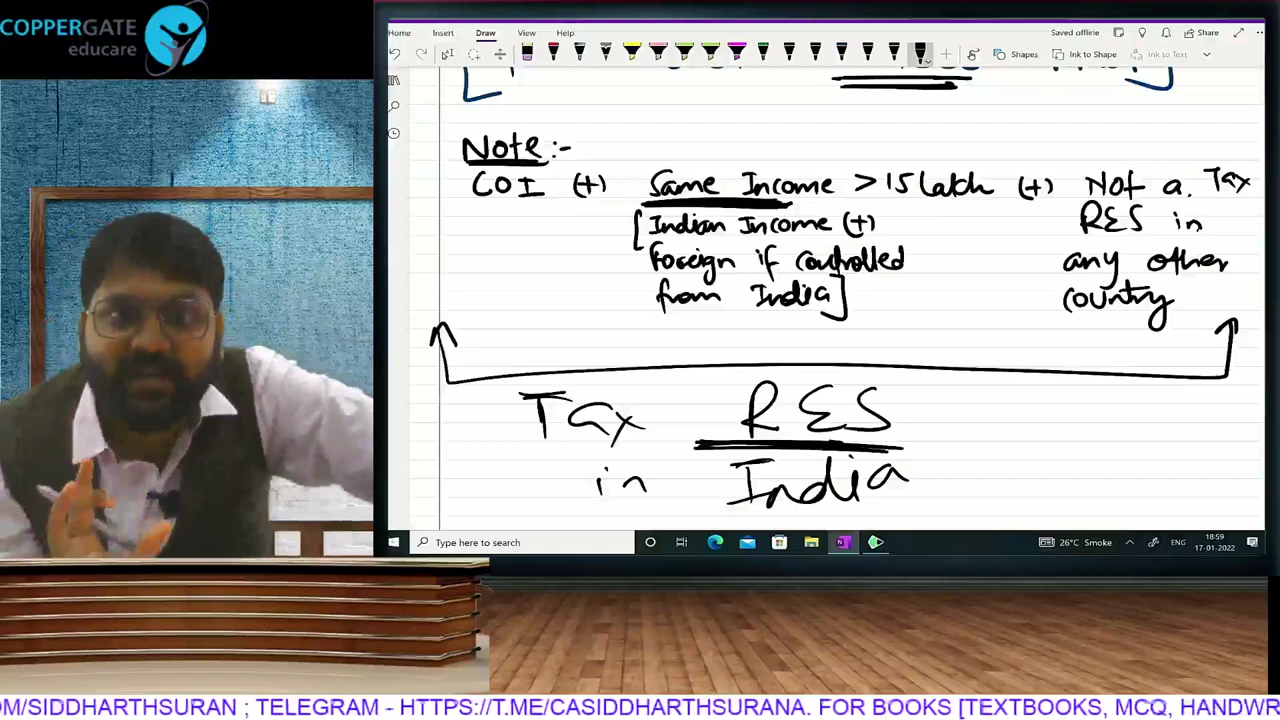 COPPERGATE
educare
Home Insert Draw View Help
Saved offline
Share
Shapes
Ink to Shape
Ink to Text
Note:-
COI (+) Same Income > 15 Lakh (+) Not a Tax
[Indian Income (+) RES in
Foreign if controlled any other
from India] country
Tax RES
in India
Type here to search
26°C Smoke
ENG
18:59
17-01-2022
OM/SIDDHARTHSURAN ; TELEGRAM - HTTPS://T.ME/CASIDDHARTHSURANA. FOR BOOKS [TEXTBOOKS, MCQ, HANDWR